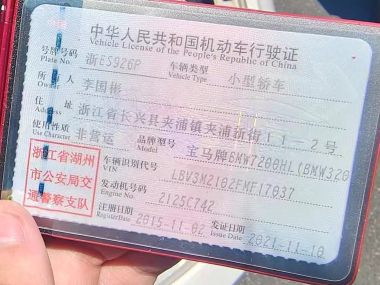 中华人民共和国机动车行驶证
Vehicle License of the People's Republic of China
号牌号码 浙ES926P 车辆类型 小型轿车
Plate No. Vehicle Type
所有人 李国彬
住址 浙江省长兴县夹浦镇夹浦新街11-2号
使用性质 非营运 品牌型号 宝马牌BMW7200HL(BMW320
Use Character
浙江省湖州
市公安局交
通警察支队
车辆识别代号 LBV3M2102FMF17037
VIN
发动机号码 2125C742
Engine No.
注册日期 2015-11-02 发证日期 2021-11-10
Register Date Issue Date